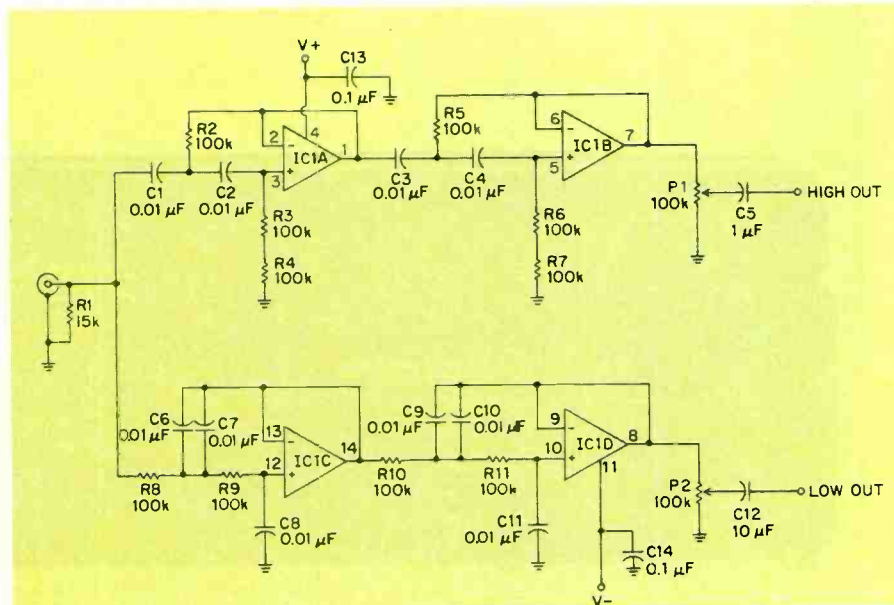 V+
C13
0.1 µF
R2
100k
2
4
1
IC1A
3
C1
0.01 µF
C2
0.01 µF
R3
100k
R4
100k
R5
100k
6
7
IC1B
5
C3
0.01 µF
C4
0.01 µF
R6
100k
R7
100k
P1
100k
C5
1 µF
HIGH OUT
R1
15k
C6
0.01 µF
C7
0.01 µF
13
14
IC1C
12
R8
100k
R9
100k
C8
0.01 µF
C9
0.01 µF
C10
0.01 µF
9
8
IC1D
10
11
R10
100k
R11
100k
C11
0.01 µF
P2
100k
C12
10 µF
LOW OUT
C14
0.1 µF
V-